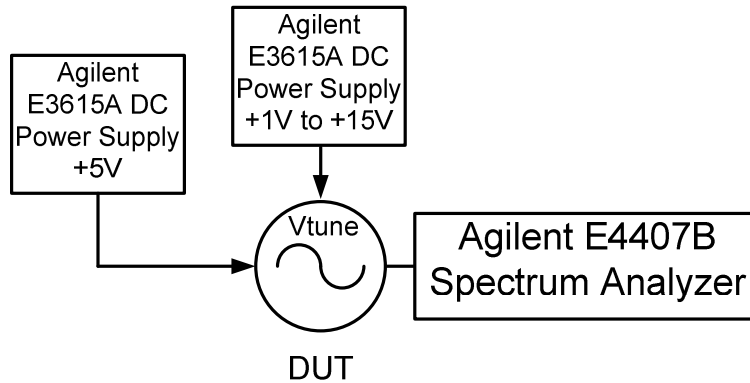 Agilent
E3615A DC
Power Supply
+5V
Agilent
E3615A DC
Power Supply
+1V to +15V
Vtune
DUT
Agilent E4407B
Spectrum Analyzer